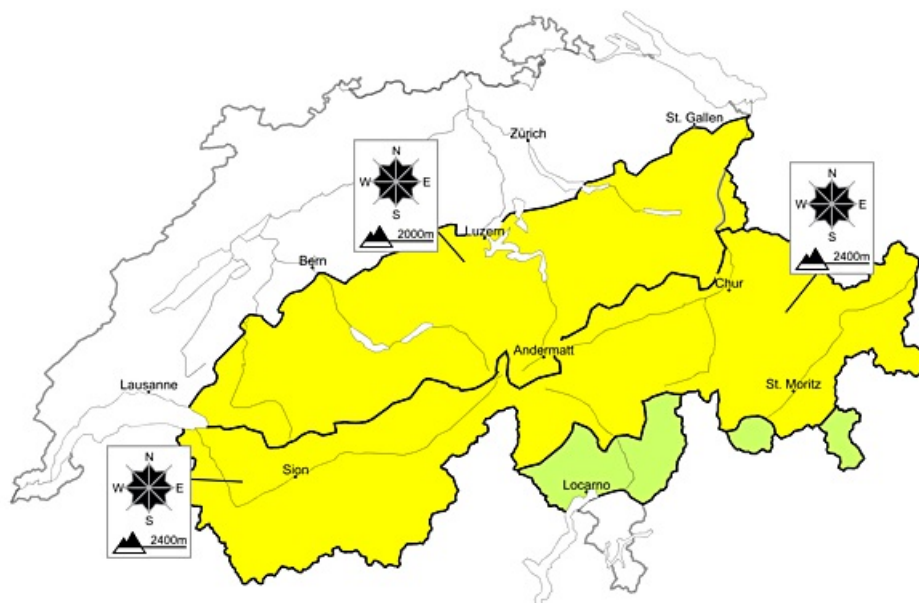 St. Gallen
Zürich
N
W E
S
2000m
N
W E
S
2400m
Luzern
Bern
Chur
Andermatt
Lausanne
St. Moritz
N
W E
S
2400m
Sion
Locarno